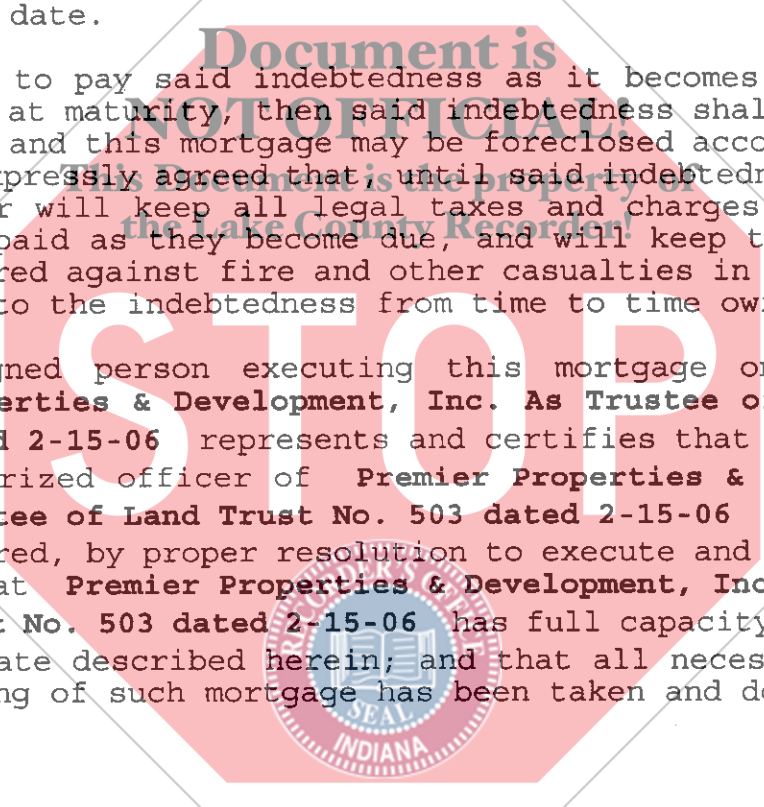 date.
Document is
to pay said indebtedness as it becomes
at maturity, then said indebtedness shal
NOT OFFICIAL!
and this mortgage may be foreclosed acco
This Document is the property of
pressly agreed that, until said indebtedn
r will keep all legal taxes and charges
the Lake County Recorder!
paid as they become due, and will keep t
red against fire and other casualties in
to the indebtedness from time to time owi
STOP
gned person executing this mortgage on
erties & Development, Inc. As Trustee o
d 2-15-06 represents and certifies that
rized officer of Premier Properties &
tee of Land Trust No. 503 dated 2-15-06
red, by proper resolution to execute and
at Premier Properties & Development, Inc
t No. 503 dated 2-15-06 has full capacity
ate described herein; and that all neces
ng of such mortgage has been taken and d
SEAL
INDIANA